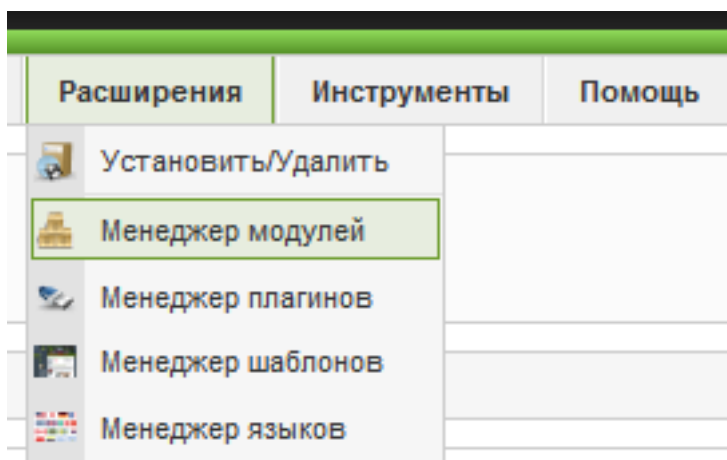 Расширения Инструменты Помощь
Установить/Удалить
Менеджер модулей
Менеджер плагинов
Менеджер шаблонов
Менеджер языков